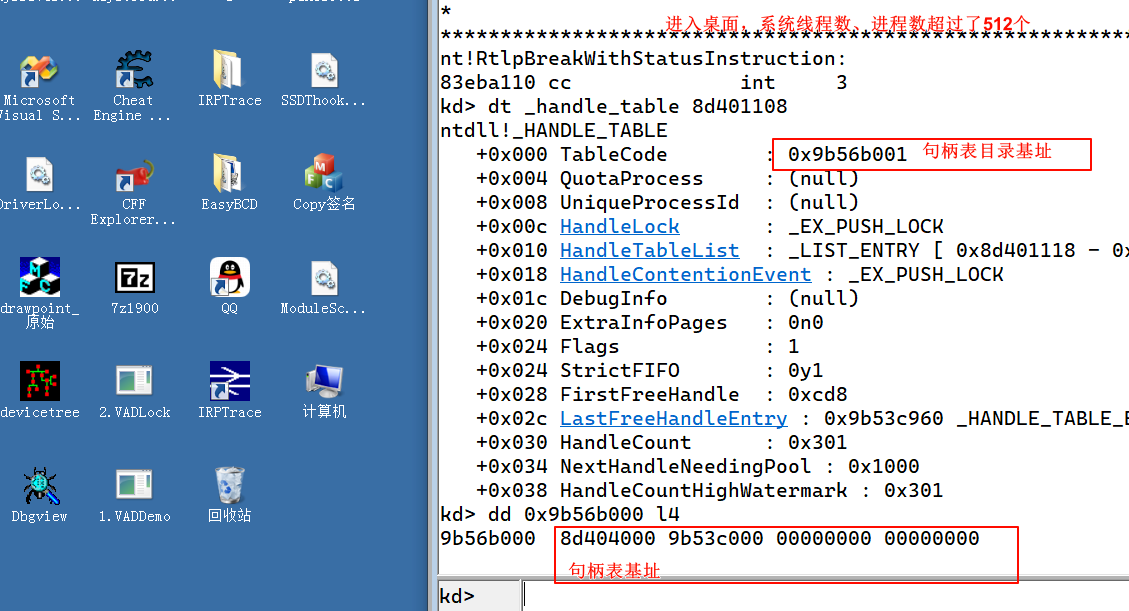 Microsoft
Visual S...
Cheat
Engine ...
IRPTrace
SSDThook...
DriverLo...
CFF
Explorer...
EasyBCD
Copy签名
drawpoint_
原始
7z1900
QQ
ModuleSc...
devicetree
2.VADLock
IRPTrace
计算机
Dbgview
1.VADDemo
回收站
*
进入桌面，系统线程数、进程数超过了512个
*******************************************************************
nt!RtlpBreakWithStatusInstruction:
83eba110 cc int 3
kd> dt _handle_table 8d401108
ntdll!_HANDLE_TABLE
+0x000 TableCode : 0x9b56b001 句柄表目录基址
+0x004 QuotaProcess : (null)
+0x008 UniqueProcessId : (null)
+0x00c HandleLock : _EX_PUSH_LOCK
+0x010 HandleTableList : _LIST_ENTRY [ 0x8d401118 - 0x
+0x018 HandleContentionEvent : _EX_PUSH_LOCK
+0x01c DebugInfo : (null)
+0x020 ExtraInfoPages : 0n0
+0x024 Flags : 1
+0x024 StrictFIFO : 0y1
+0x028 FirstFreeHandle : 0xcd8
+0x02c LastFreeHandleEntry : 0x9b53c960 _HANDLE_TABLE_E
+0x030 HandleCount : 0x301
+0x034 NextHandleNeedingPool : 0x1000
+0x038 HandleCountHighWatermark : 0x301
kd> dd 0x9b56b000 l4
9b56b000 8d404000 9b53c000 00000000 00000000
句柄表基址
kd>